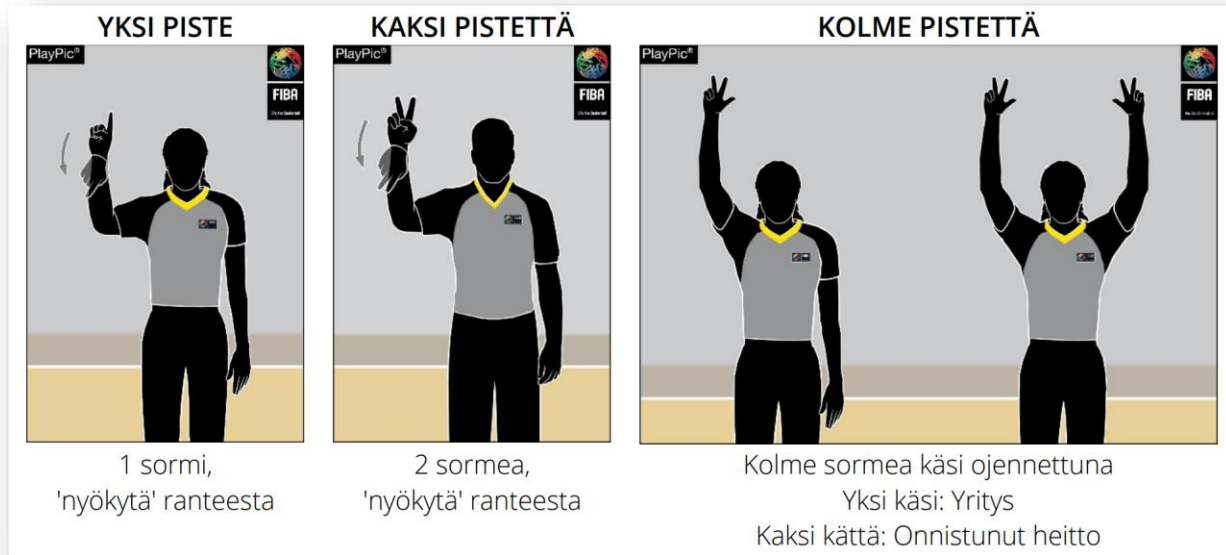 YKSI PISTE
PlayPic®
FIBA
1 sormi,
'nyökytä' ranteesta
KAKSI PISTETTÄ
PlayPic®
FIBA
2 sormea,
'nyökytä' ranteesta
KOLME PISTETTÄ
PlayPic®
FIBA
Kolme sormea käsi ojennettuna
Yksi käsi: Yritys
Kaksi kättä: Onnistunut heitto